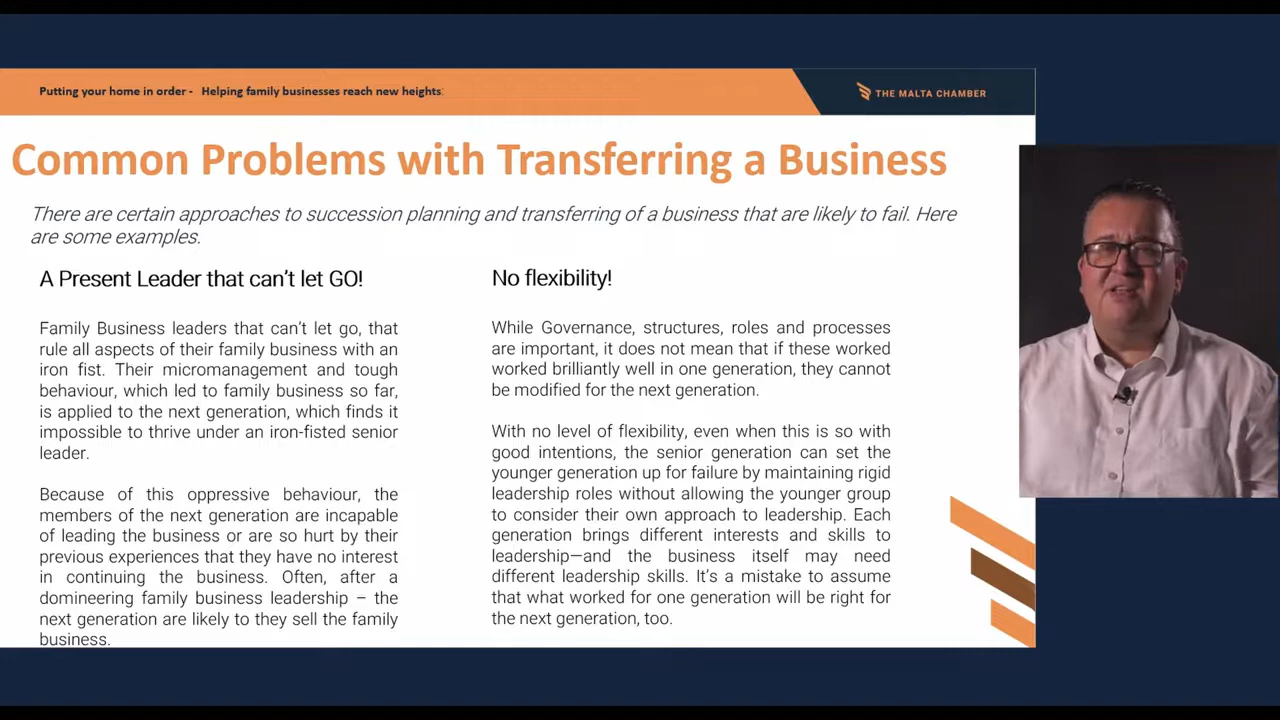 Putting your home in order - Helping family businesses reach new heights:
THE MALTA CHAMBER
Common Problems with Transferring a Business
There are certain approaches to succession planning and transferring of a business that are likely to fail. Here
are some examples.
A Present Leader that can't let GO!
Family Business leaders that can't let go, that
rule all aspects of their family business with an
iron fist. Their micromanagement and tough
behaviour, which led to family business so far,
is applied to the next generation, which finds it
impossible to thrive under an iron-fisted senior
leader.
Because of this oppressive behaviour, the
members of the next generation are incapable
of leading the business or are so hurt by their
previous experiences that they have no interest
in continuing the business. Often, after a
domineering family business leadership – the
next generation are likely to they sell the family
business.
No flexibility!
While Governance, structures, roles and processes
are important, it does not mean that if these worked
worked brilliantly well in one generation, they cannot
be modified for the next generation.
With no level of flexibility, even when this is so with
good intentions, the senior generation can set the
younger generation up for failure by maintaining rigid
leadership roles without allowing the younger group
to consider their own approach to leadership. Each
generation brings different interests and skills to
leadership—and the business itself may need
different leadership skills. It's a mistake to assume
that what worked for one generation will be right for
the next generation, too.